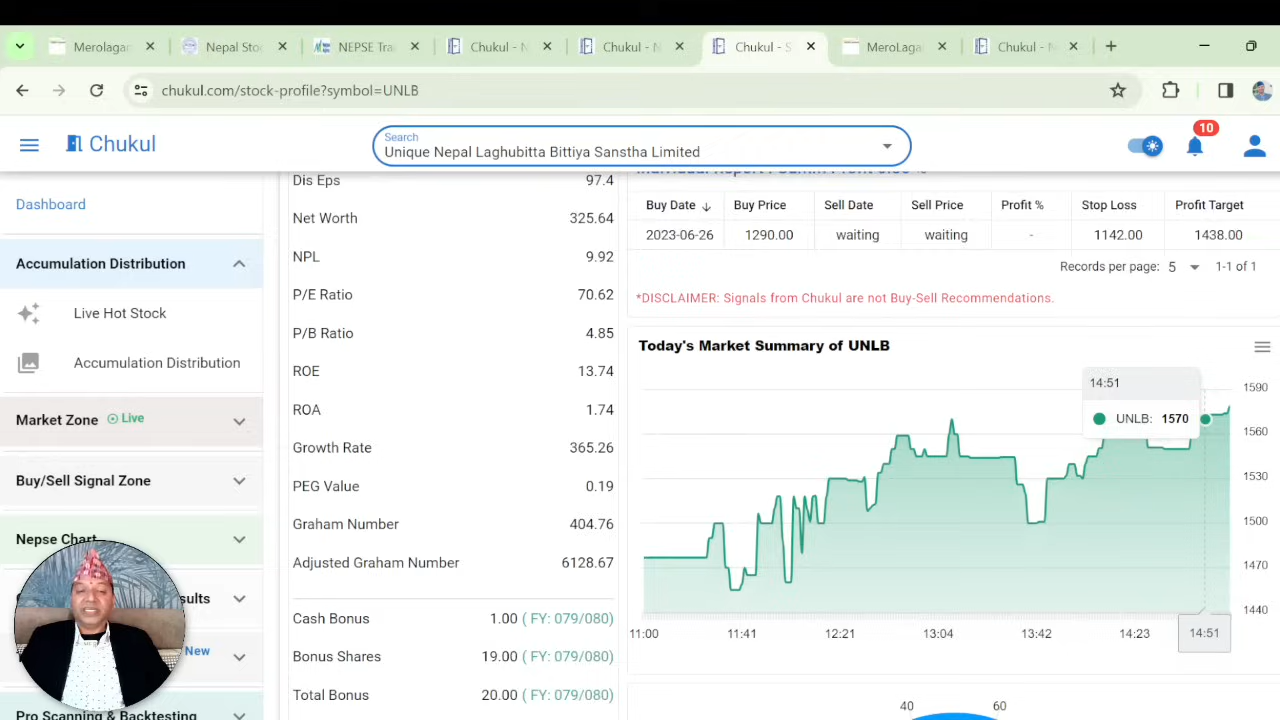 Merolagan
Nepal Sto
NEPSE Tra
Chukul - N
Chukul - N
Chukul - S
MeroLaga
Chukul - N
chukul.com/stock-profile?symbol=UNLB
Chukul
Search
Unique Nepal Laghubitta Bittiya Sanstha Limited
10
Dashboard
Accumulation Distribution
Live Hot Stock
Accumulation Distribution
Market Zone Live
Buy/Sell Signal Zone
Nepse Chart
sults
New
Pro Scanning & Backtesting
Dis Eps 97.4
Net Worth 325.64
NPL 9.92
P/E Ratio 70.62
P/B Ratio 4.85
ROE 13.74
ROA 1.74
Growth Rate 365.26
PEG Value 0.19
Graham Number 404.76
Adjusted Graham Number 6128.67
Cash Bonus 1.00 ( FY: 079/080)
Bonus Shares 19.00 ( FY: 079/080)
Total Bonus 20.00 ( FY: 079/080)
Buy Date Buy Price Sell Date Sell Price Profit % Stop Loss Profit Target
2023-06-26 1290.00 waiting waiting - 1142.00 1438.00
Records per page: 5 1-1 of 1
*DISCLAIMER: Signals from Chukul are not Buy-Sell Recommendations.
Today's Market Summary of UNLB
14:51
UNLB: 1570
1590
1560
1530
1500
1470
1440
11:00 11:41 12:21 13:04 13:42 14:23 14:51
40 60